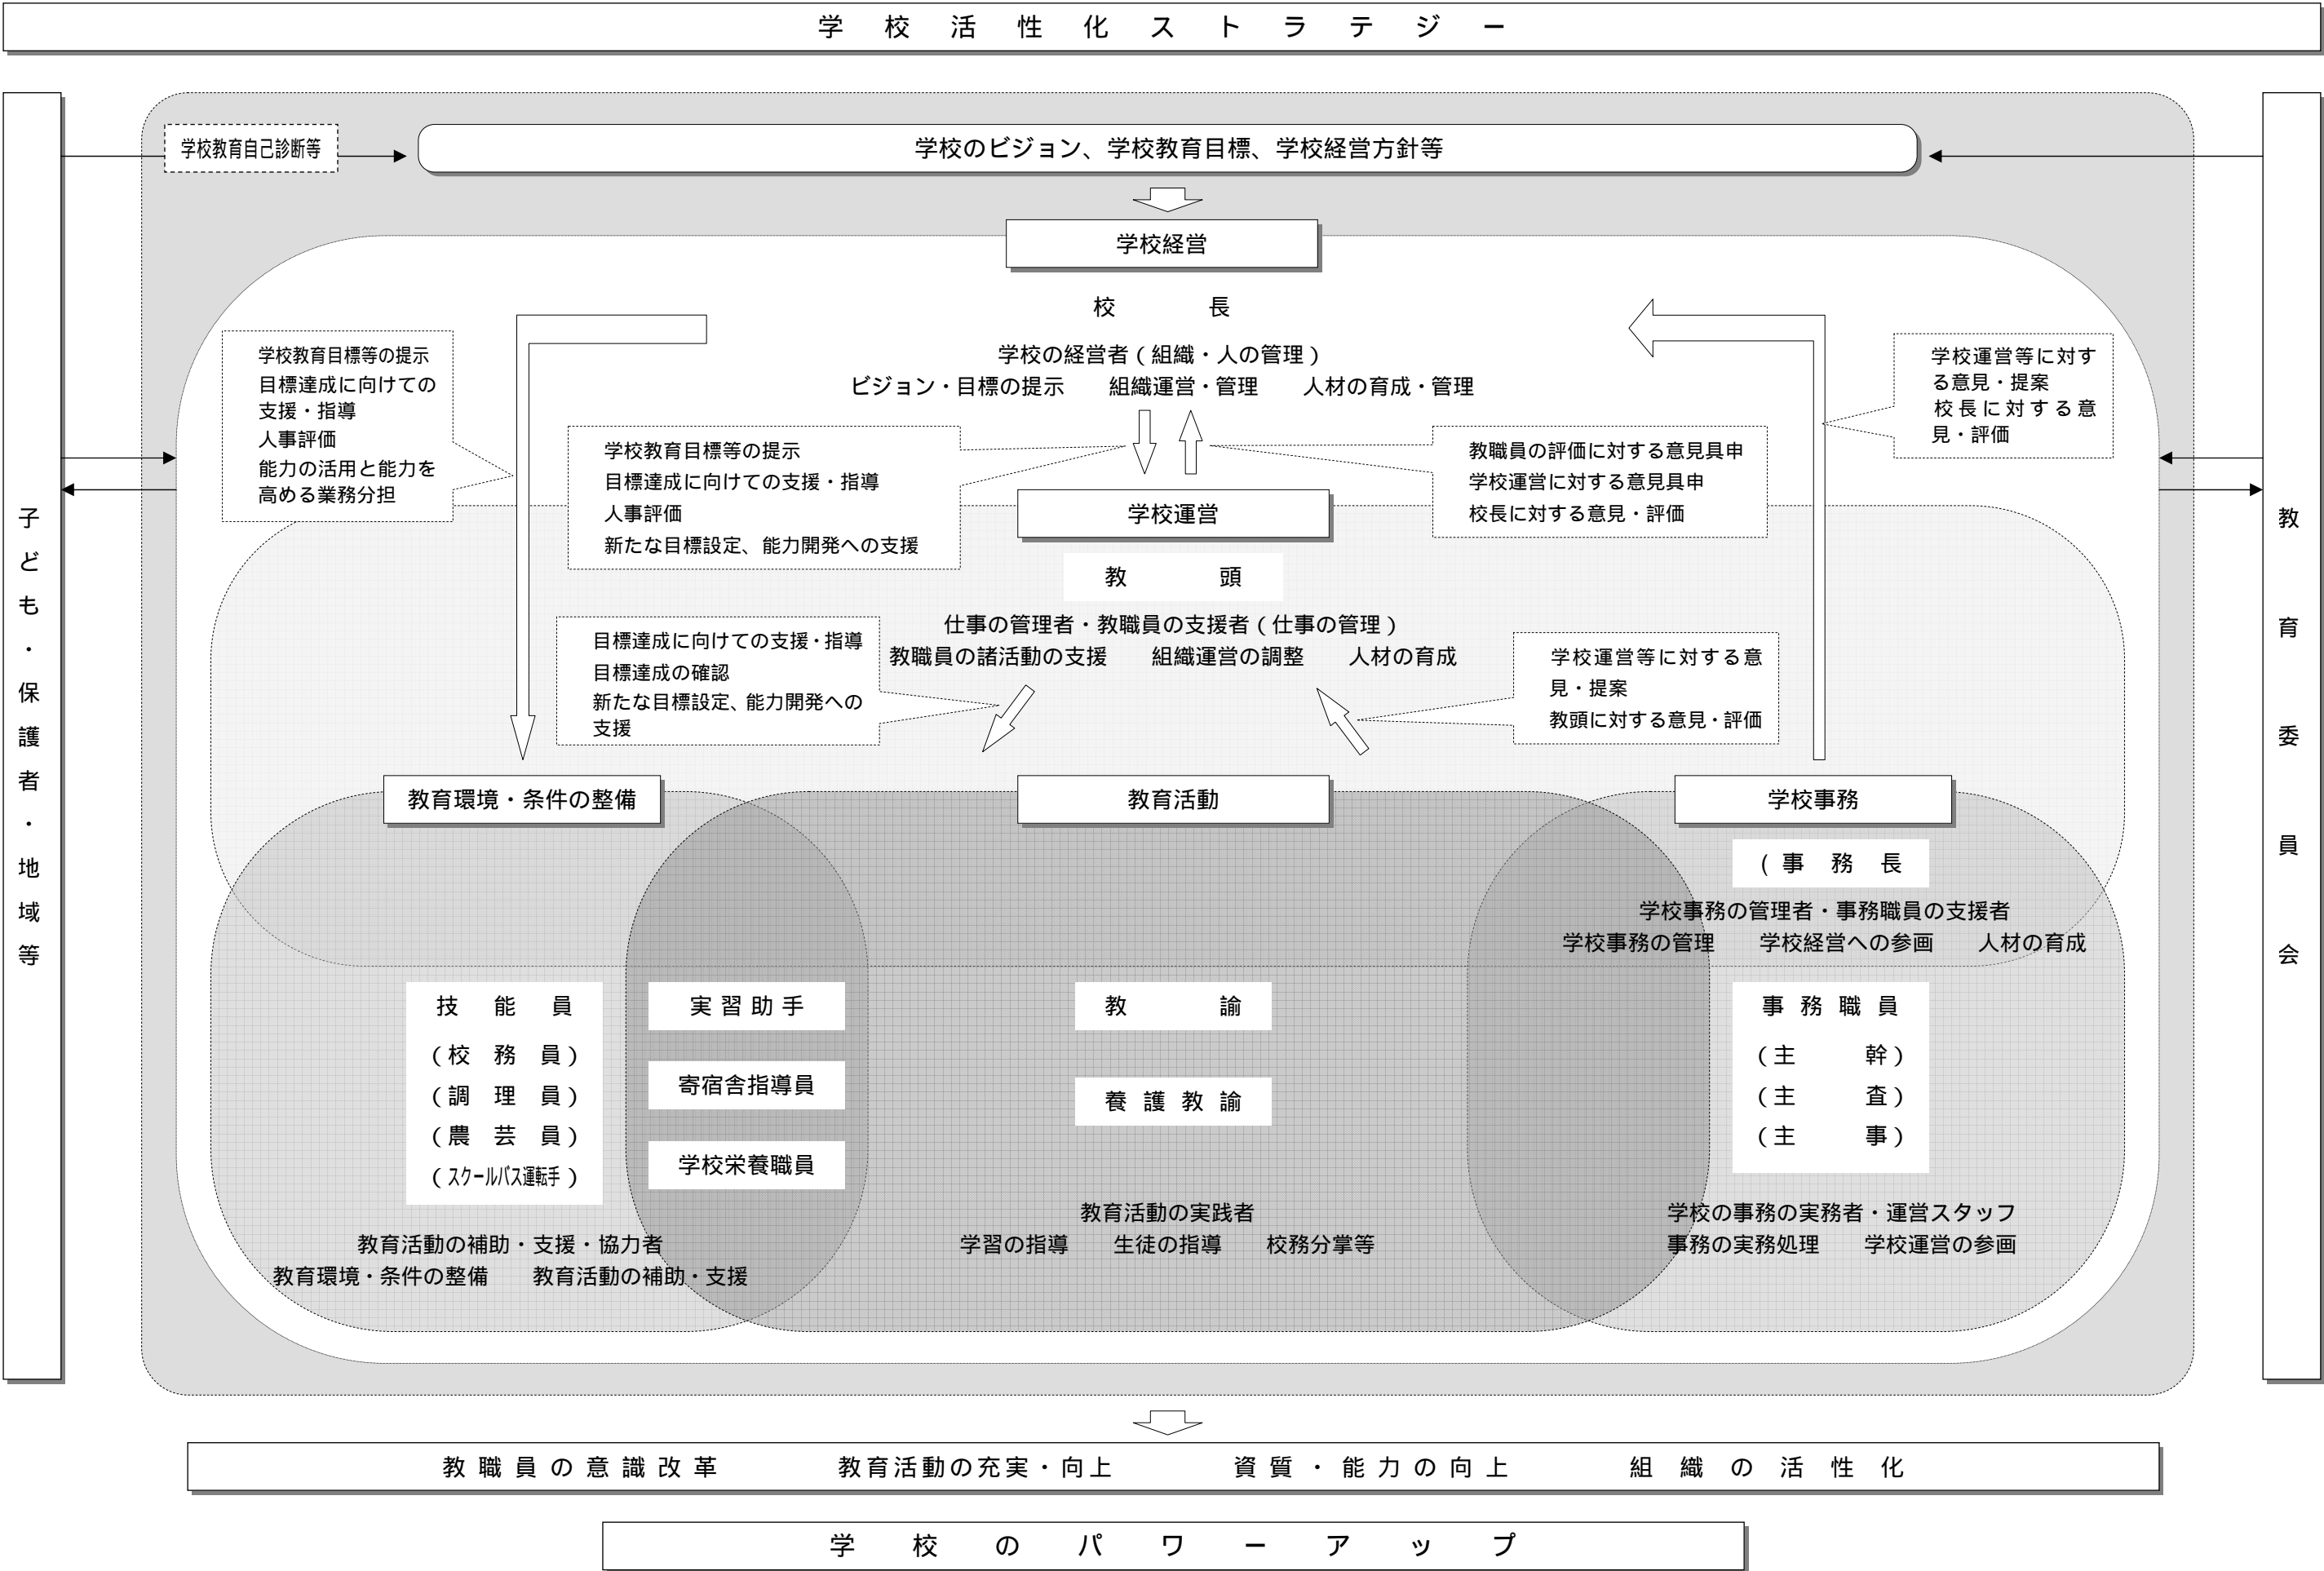 学校活性化ストラテジー
学校教育自己診断等
学校のビジョン、学校教育目標、学校経営方針等
学校経営
校長
学校の経営者（組織・人の管理）
ビジョン・目標の提示　組織運営・管理　人材の育成・管理
学校教育目標等の提示
目標達成に向けての
支援・指導
人事評価
能力の活用と能力を
高める業務分担
学校教育目標等の提示
目標達成に向けての支援・指導
人事評価
新たな目標設定、能力開発への支援
教職員の評価に対する意見具申
学校運営に対する意見具申
校長に対する意見・評価
学校運営等に対す
る意見・提案
校長に対する意
見・評価
子ども・保護者・地域等
教育委員会
学校運営
教頭
仕事の管理者・教職員の支援者（仕事の管理）
教職員の諸活動の支援　組織運営の調整　人材の育成
目標達成に向けての支援・指導
目標達成の確認
新たな目標設定、能力開発への
支援
学校運営等に対する意
見・提案
教頭に対する意見・評価
教育環境・条件の整備
教育活動
学校事務
（事務長
学校事務の管理者・事務職員の支援者
学校事務の管理　学校経営への参画　人材の育成
技能員
（校務員）
（調理員）
（農芸員）
（スクールバス運転手）
実習助手
寄宿舎指導員
学校栄養職員
教諭
養護教諭
事務職員
（主幹）
（主査）
（主事）
教育活動の補助・支援・協力者
教育環境・条件の整備　教育活動の補助・支援
教育活動の実践者
学習の指導　生徒の指導　校務分掌等
学校の事務の実務者・運営スタッフ
事務の実務処理　学校運営の参画
教職員の意識改革　教育活動の充実・向上　資質・能力の向上　組織の活性化
学校のパワーアップ